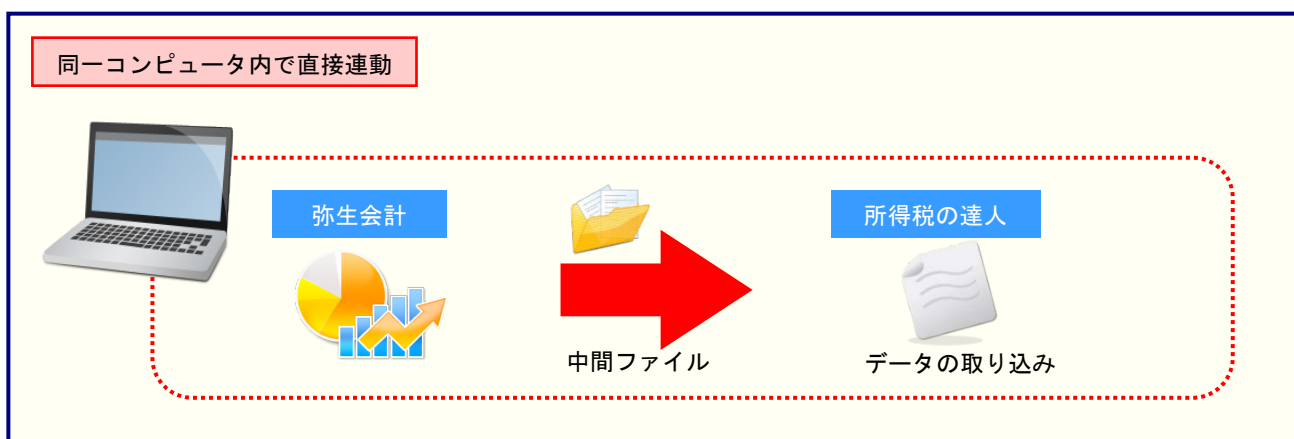 同一コンピュータ内で直接連動
弥生会計
所得税の達人
中間ファイル
データの取り込み